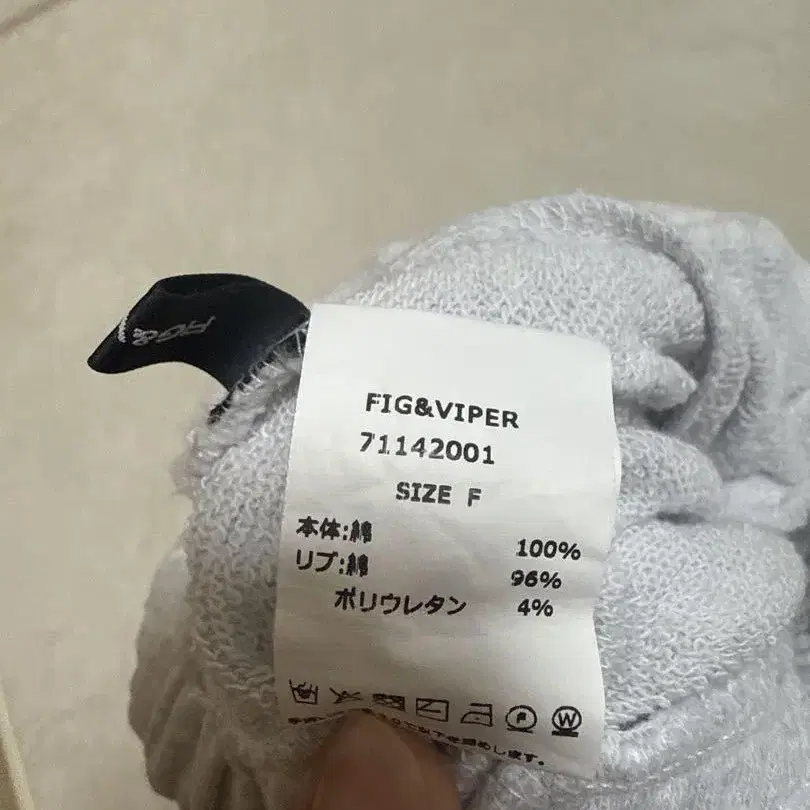 FIG&
FIG&VIPER
71142001
SIZE F
本体:綿 100%
リブ:綿 96%
ポリウレタン 4%
F W